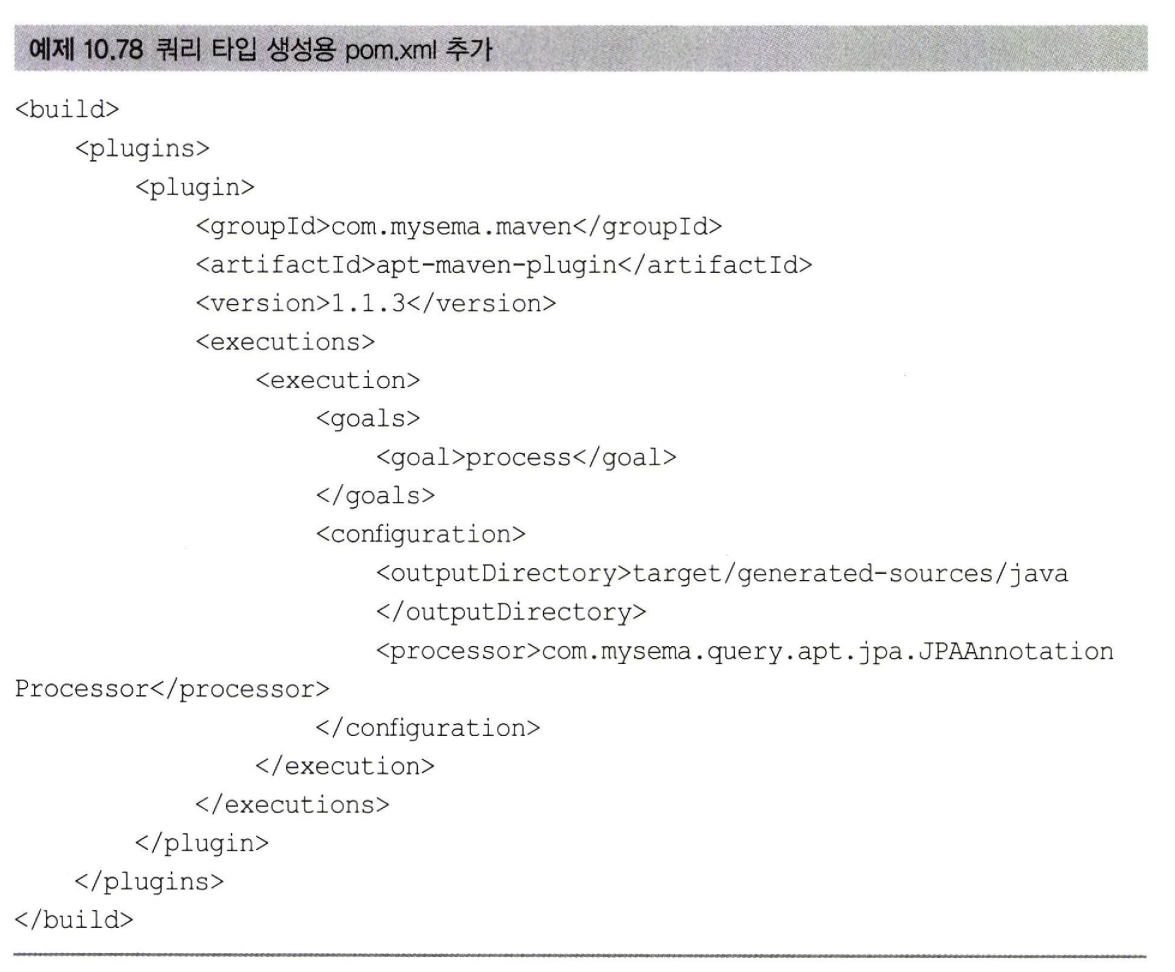 예제 10.78 쿼리 타입 생성용 pom.xml 추가
<build>
    <plugins>
        <plugin>
            <groupId>com.mysema.maven</groupId>
            <artifactId>apt-maven-plugin</artifactId>
            <version>1.1.3</version>
            <executions>
                <execution>
                    <goals>
                        <goal>process</goal>
                    </goals>
                    <configuration>
                        <outputDirectory>target/generated-sources/java
                        </outputDirectory>
                        <processor>com.mysema.query.apt.jpa.JPAAnnotation
Processor</processor>
                    </configuration>
                </execution>
            </executions>
        </plugin>
    </plugins>
</build>